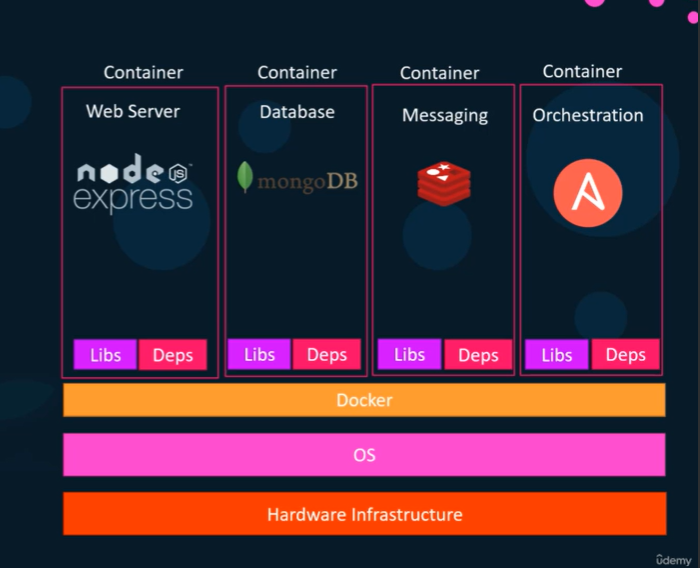 Container Container Container Container
Web Server Database Messaging Orchestration
node JS
express
mongoDB
Libs Deps Libs Deps Libs Deps Libs Deps
Docker
OS
Hardware Infrastructure
ûdemy